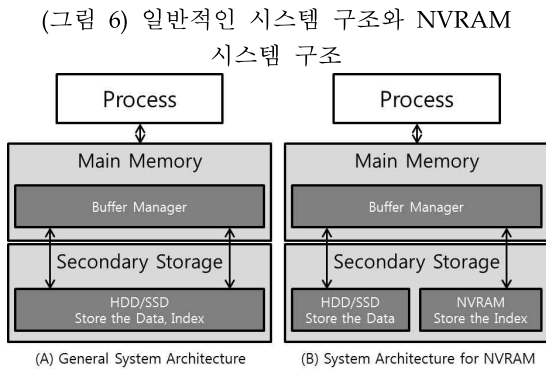 (그림 6) 일반적인 시스템 구조와 NVRAM
시스템 구조
Process
Main Memory
Buffer Manager
Secondary Storage
HDD/SSD
Store the Data, Index
(A) General System Architecture
Process
Main Memory
Buffer Manager
Secondary Storage
HDD/SSD
Store the Data
NVRAM
Store the Index
(B) System Architecture for NVRAM